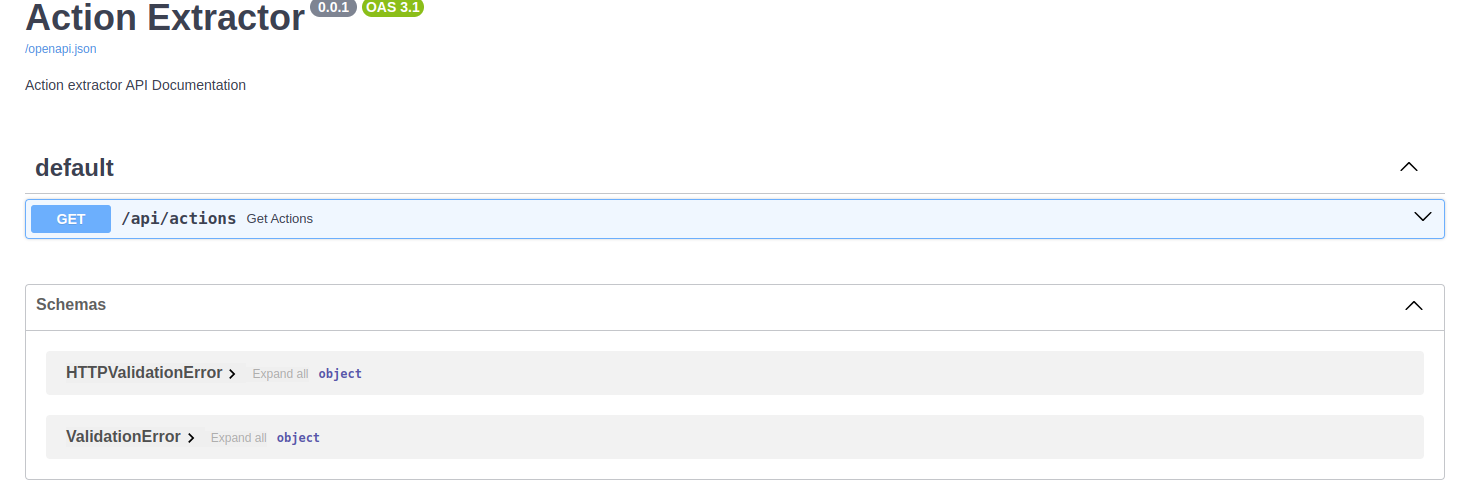 Action Extractor 0.0.1 OAS 3.1
/openapi.json
Action extractor API Documentation
default
GET /api/actions Get Actions
Schemas
HTTPValidationError Expand all object
ValidationError Expand all object